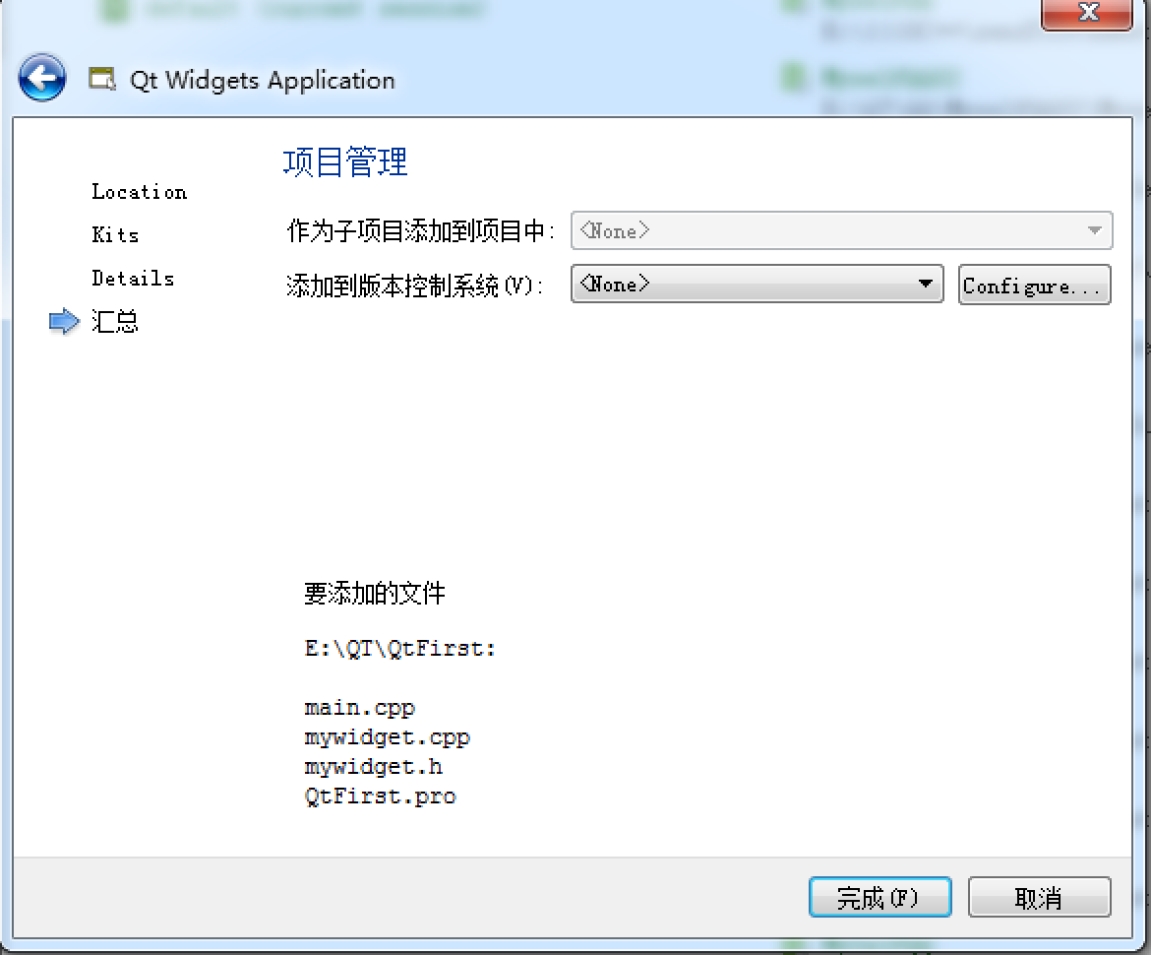 Qt Widgets Application
项目管理
Location
Kits
Details
汇总
作为子项目添加到项目中:
<None>
添加到版本控制系统(V):
<None>
Configure...
要添加的文件
E:\QT\QtFirst:
main.cpp
mywidget.cpp
mywidget.h
QtFirst.pro
完成(F)
取消